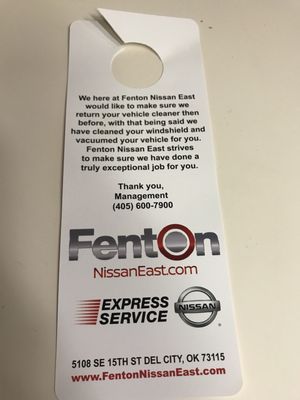 We here at Fenton Nissan East
would like to make sure we
return your vehicle cleaner then
before, with that being said we
have cleaned your windshield and
vacuumed your vehicle for you.
Fenton Nissan East strives
to make sure we have done a
truly exceptional job for you.
Thank you,
Management
(405) 600-7900
Fenton
NissanEast.com
EXPRESS
SERVICE
NISSAN
®
5108 SE 15TH ST DEL CITY, OK 73115
www.FentonNissanEast.com